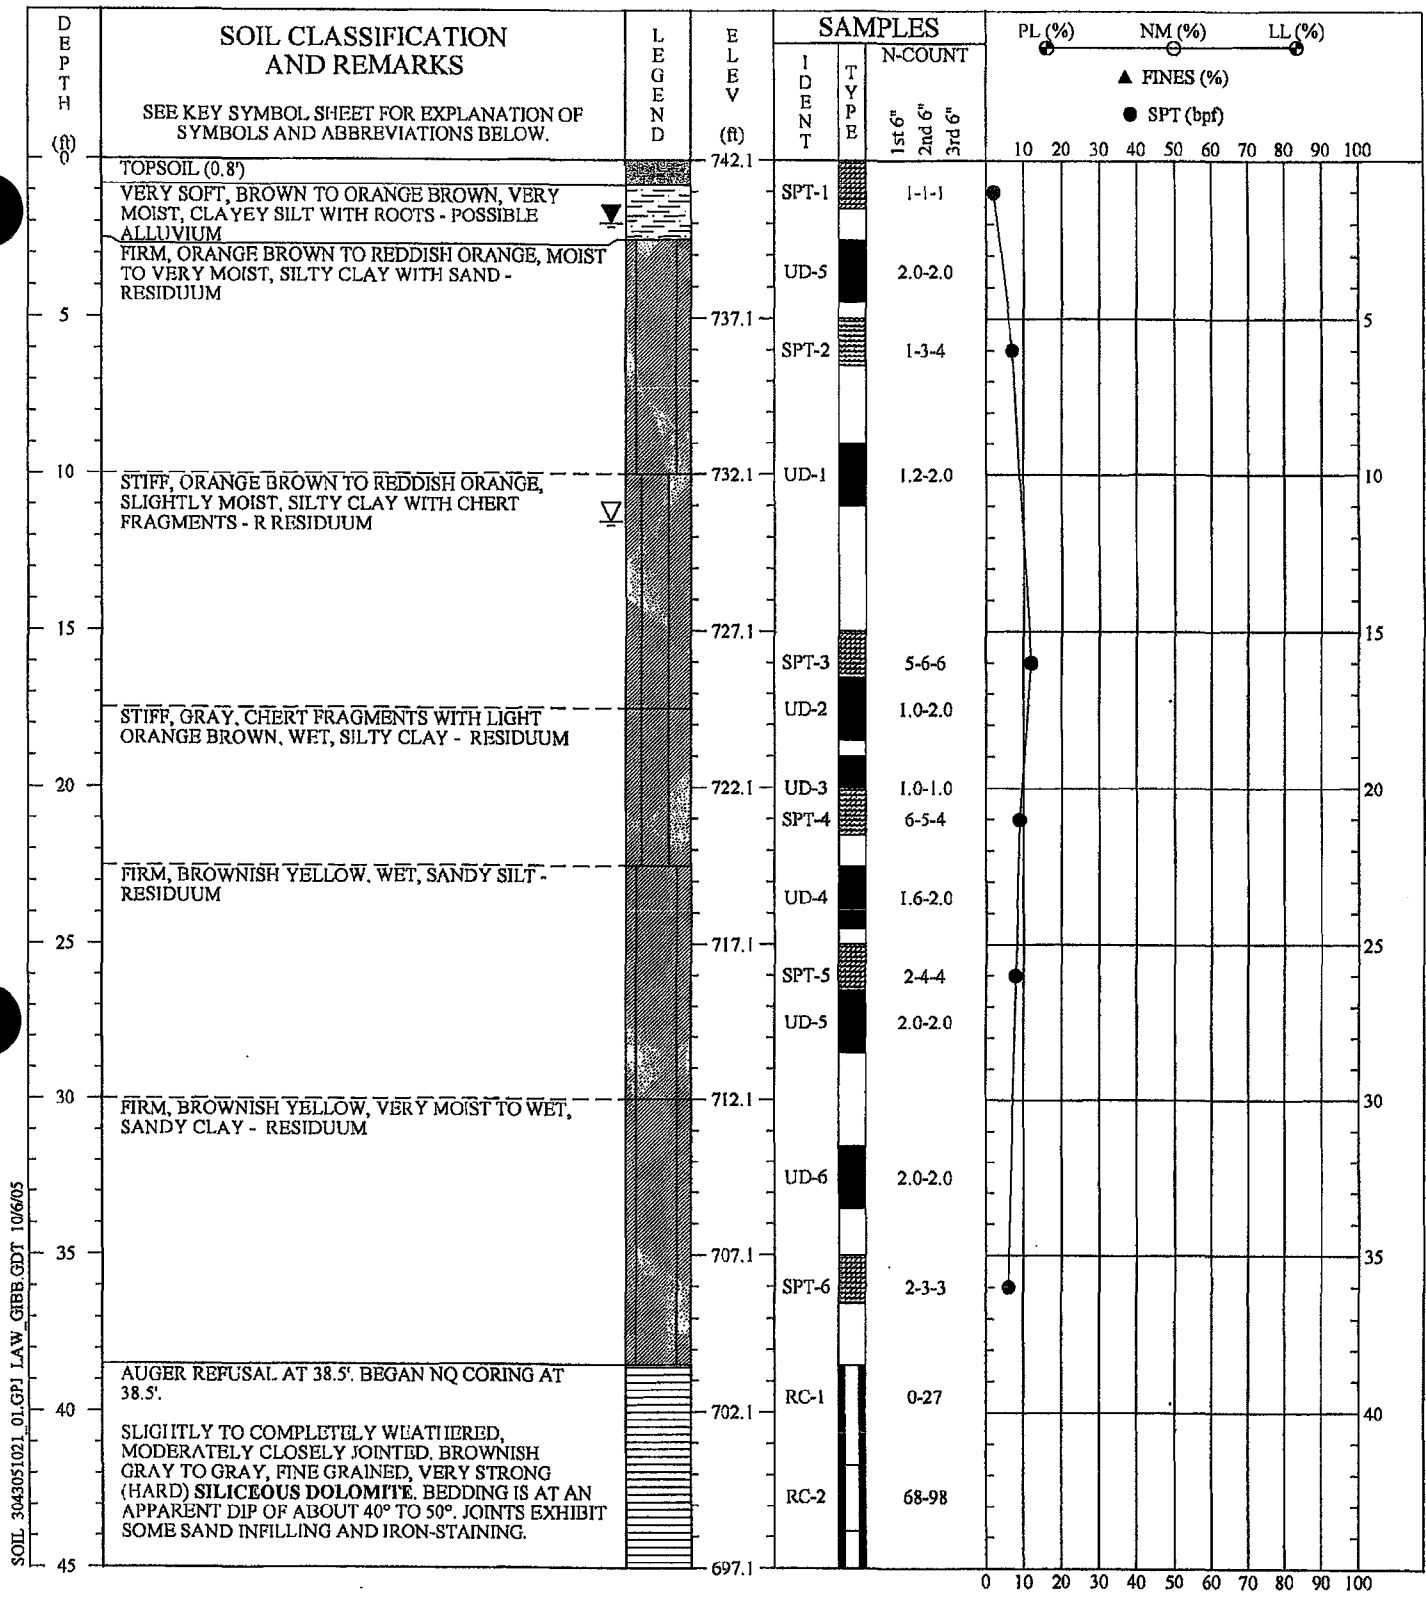 DEPTH
(ft)
SOIL CLASSIFICATION
AND REMARKS
SEE KEY SYMBOL SHEET FOR EXPLANATION OF
SYMBOLS AND ABBREVIATIONS BELOW.
LEGEND
ELEV
(ft)
SAMPLES
IDENT
TYPE
N-COUNT
1st 6"
2nd 6"
3rd 6"
PL (%) NM (%) LL (%)
▲ FINES (%)
● SPT (bpf)
10 20 30 40 50 60 70 80 90 100
0
TOPSOIL (0.8')
742.1
VERY SOFT, BROWN TO ORANGE BROWN, VERY
MOIST, CLAYEY SILT WITH ROOTS - POSSIBLE
ALLUVIUM
SPT-1 1-1-1
FIRM, ORANGE BROWN TO REDDISH ORANGE, MOIST
TO VERY MOIST, SILTY CLAY WITH SAND -
RESIDUUM
UD-5 2.0-2.0
5 737.1 5
SPT-2 1-3-4
10 732.1 UD-1 1.2-2.0 10
STIFF, ORANGE BROWN TO REDDISH ORANGE,
SLIGHTLY MOIST, SILTY CLAY WITH CHERT
FRAGMENTS - R RESIDUUM
15 727.1 15
SPT-3 5-6-6
UD-2 1.0-2.0
STIFF, GRAY, CHERT FRAGMENTS WITH LIGHT
ORANGE BROWN, WET, SILTY CLAY - RESIDUUM
20 722.1 UD-3 1.0-1.0 20
SPT-4 6-5-4
FIRM, BROWNISH YELLOW, WET, SANDY SILT -
RESIDUUM
UD-4 1.6-2.0
25 717.1 25
SPT-5 2-4-4
UD-5 2.0-2.0
30 712.1 30
FIRM, BROWNISH YELLOW, VERY MOIST TO WET,
SANDY CLAY - RESIDUUM
UD-6 2.0-2.0
35 707.1 35
SPT-6 2-3-3
AUGER REFUSAL AT 38.5'. BEGAN NQ CORING AT
38.5'.
RC-1 0-27
40 702.1 40
SLIGHTLY TO COMPLETELY WEATHERED,
MODERATELY CLOSELY JOINTED, BROWNISH
GRAY TO GRAY, FINE GRAINED, VERY STRONG
(HARD) SILICEOUS DOLOMITE. BEDDING IS AT AN
APPARENT DIP OF ABOUT 40° TO 50°. JOINTS EXHIBIT
SOME SAND INFILLING AND IRON-STAINING.
RC-2 68-98
45 697.1
0 10 20 30 40 50 60 70 80 90 100
SOIL 3043051021_01.GPJ LAW_GIBB.GDT 10/6/05